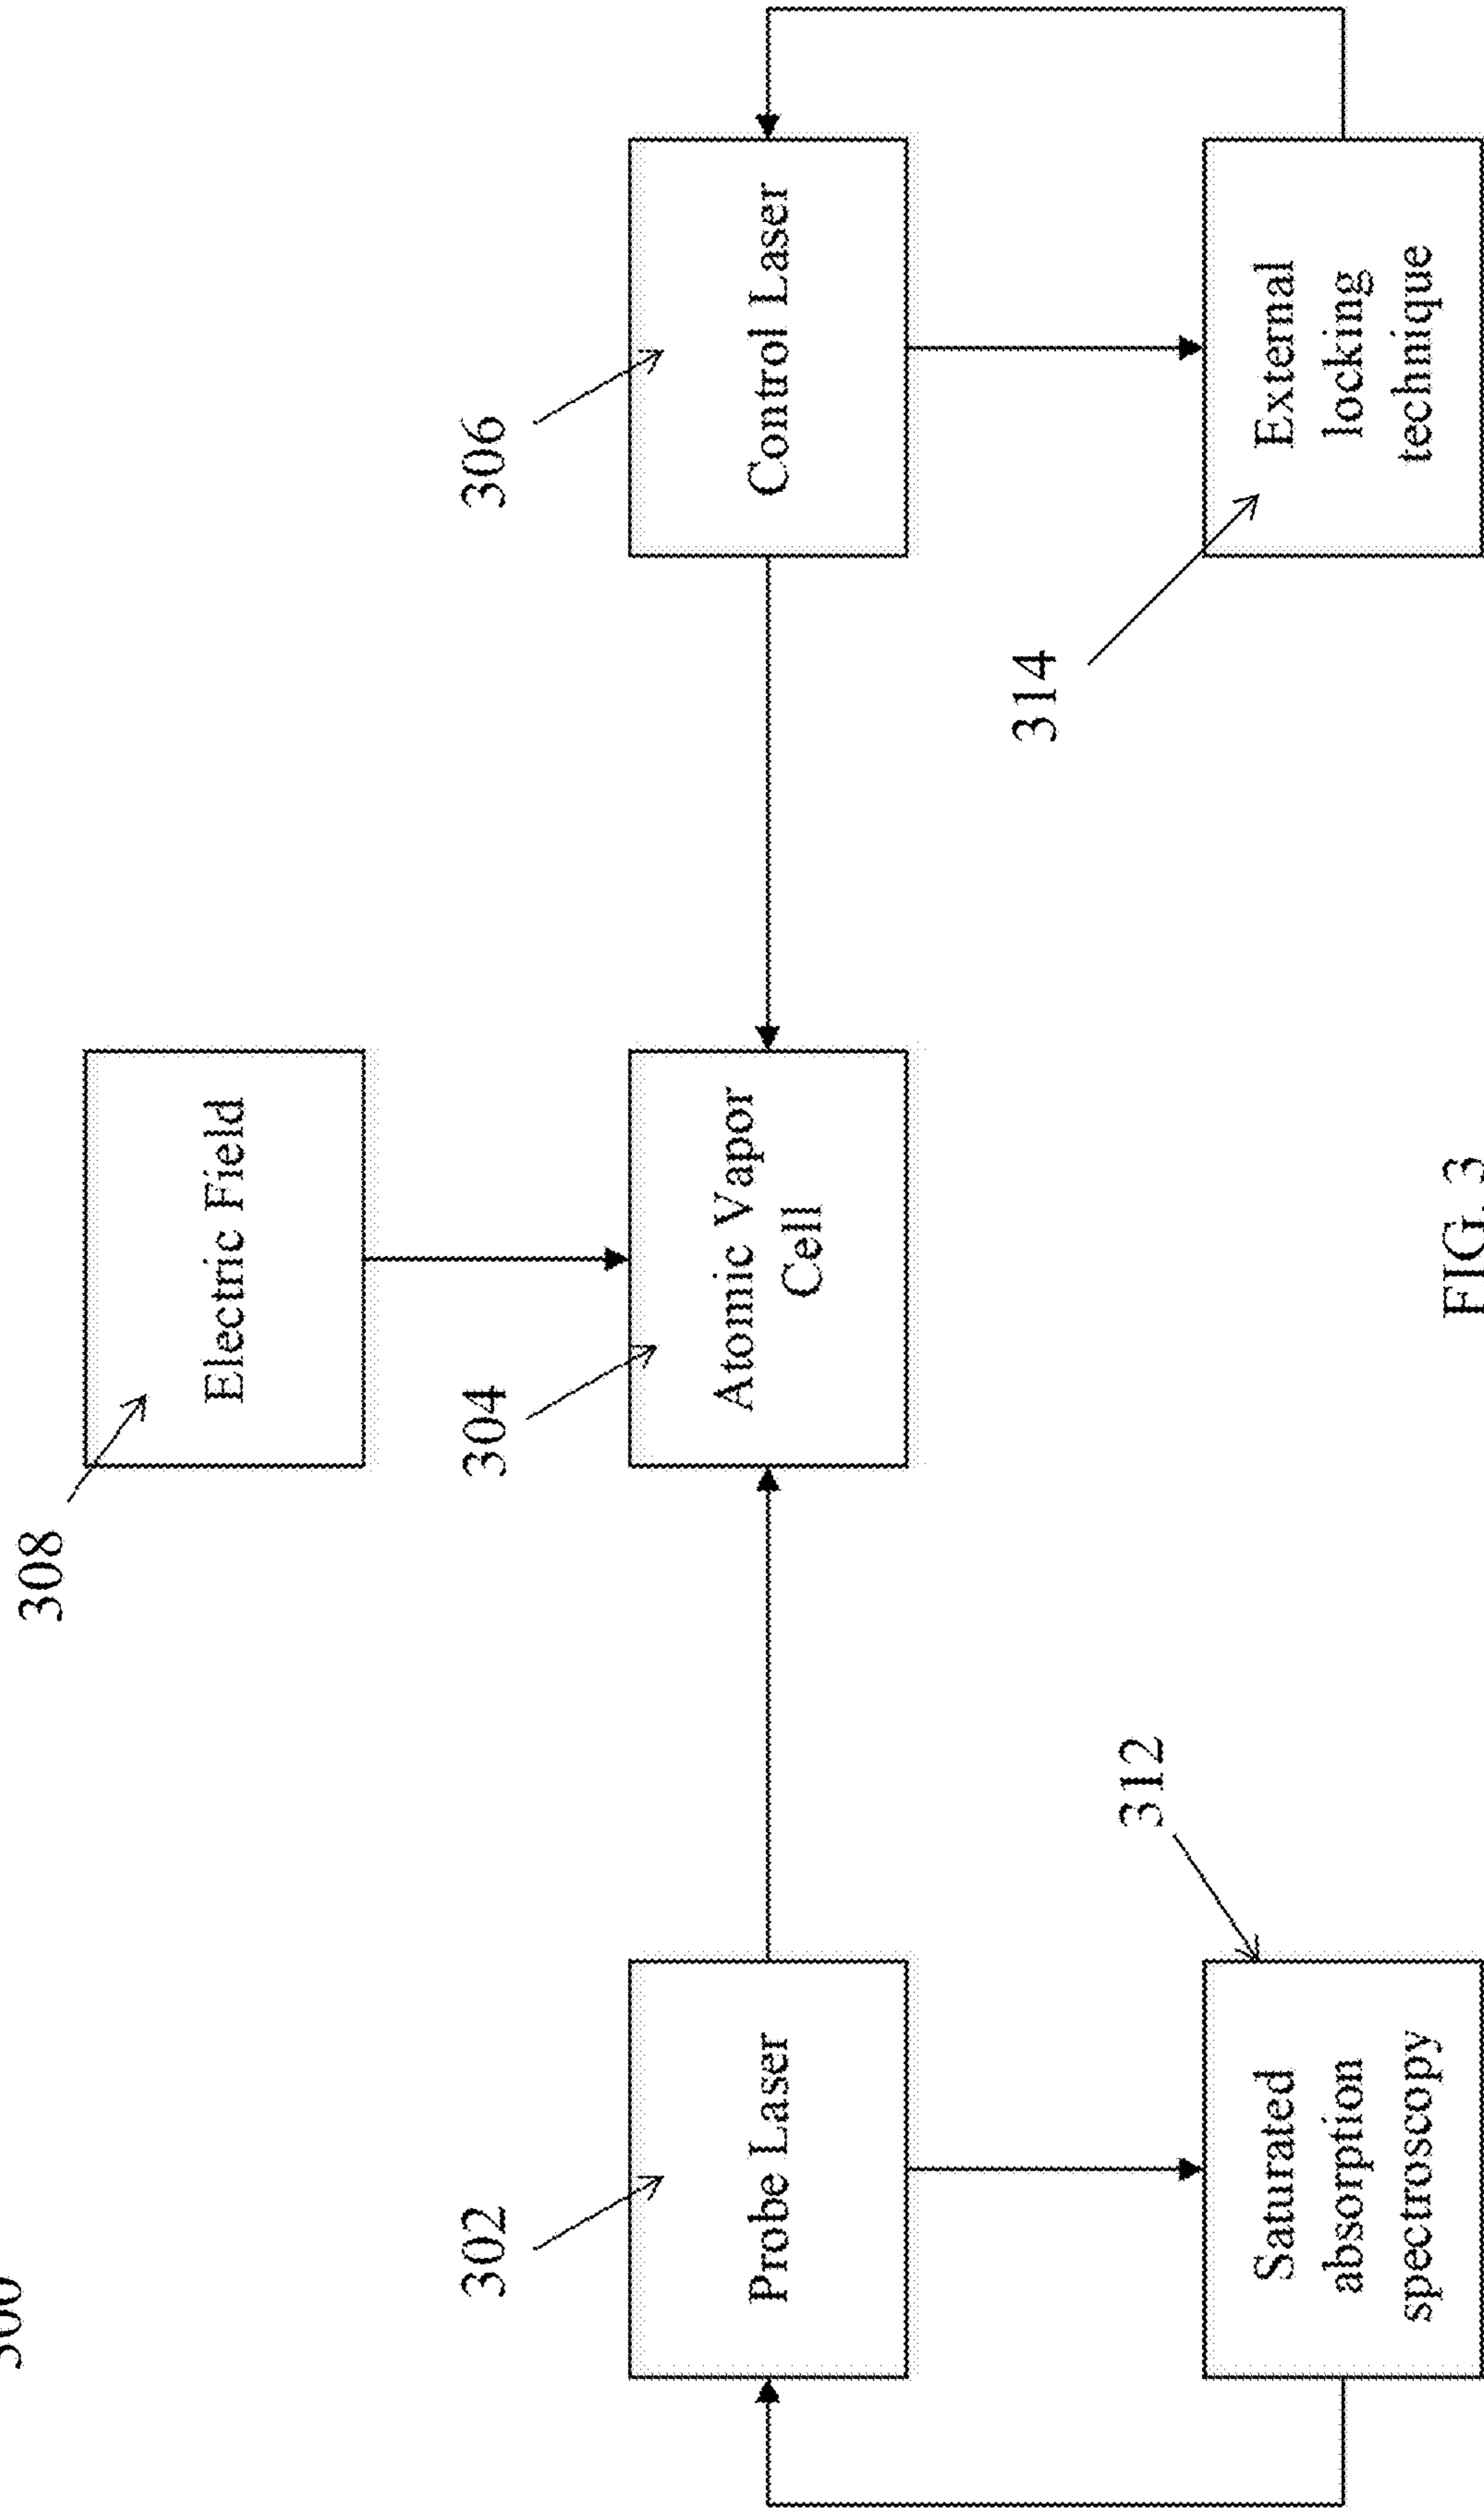 300
308
Electric Field
302
304
306
Probe Laser
Atomic Vapor
Cell
Control Laser
312
314
Saturated
absorption
spectroscopy
External
locking
technique
FIG. 3